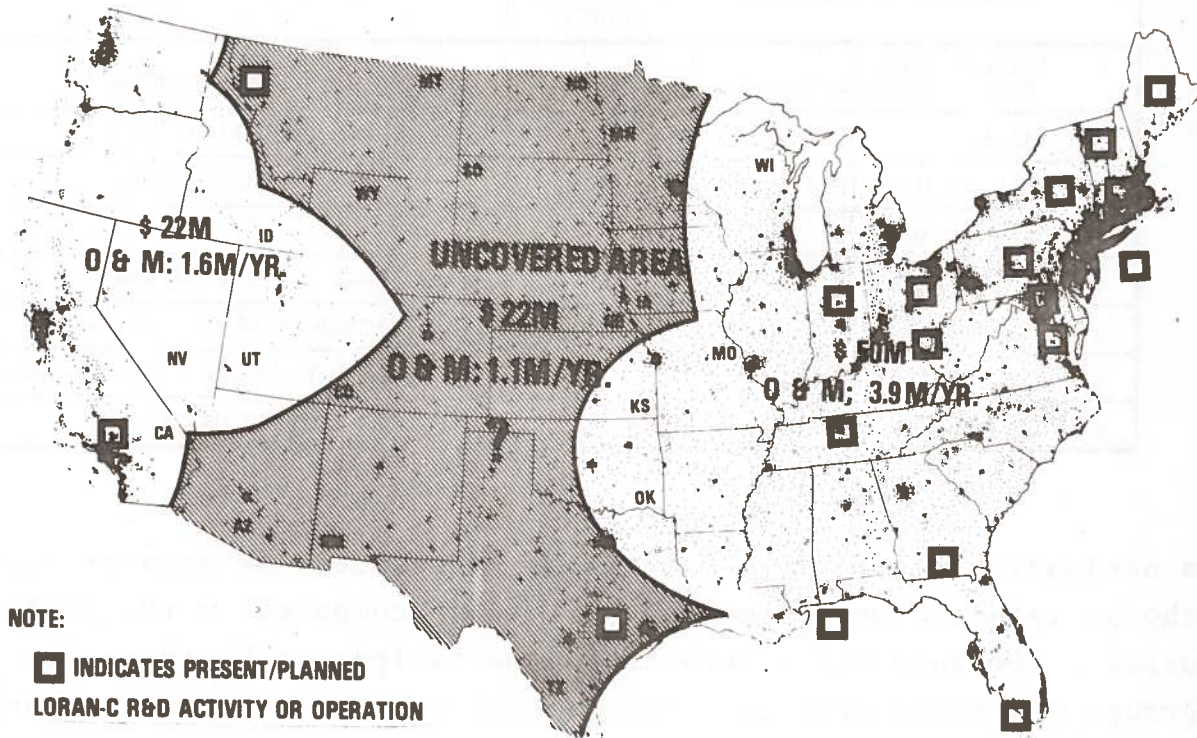 MT
ND
MN
WI
SD
WY
$ 22M
ID
O & M: 1.6M/YR.
UNCOVERED AREA
IA
$ 22M
NV
UT
MO
$ 50M
O & M: 1.1M/YR.
CO
O & M; 3.9M/YR.
KS
CA
?
OK
AZ
NOTE:
INDICATES PRESENT/PLANNED
TX
LORAN-C R&D ACTIVITY OR OPERATION